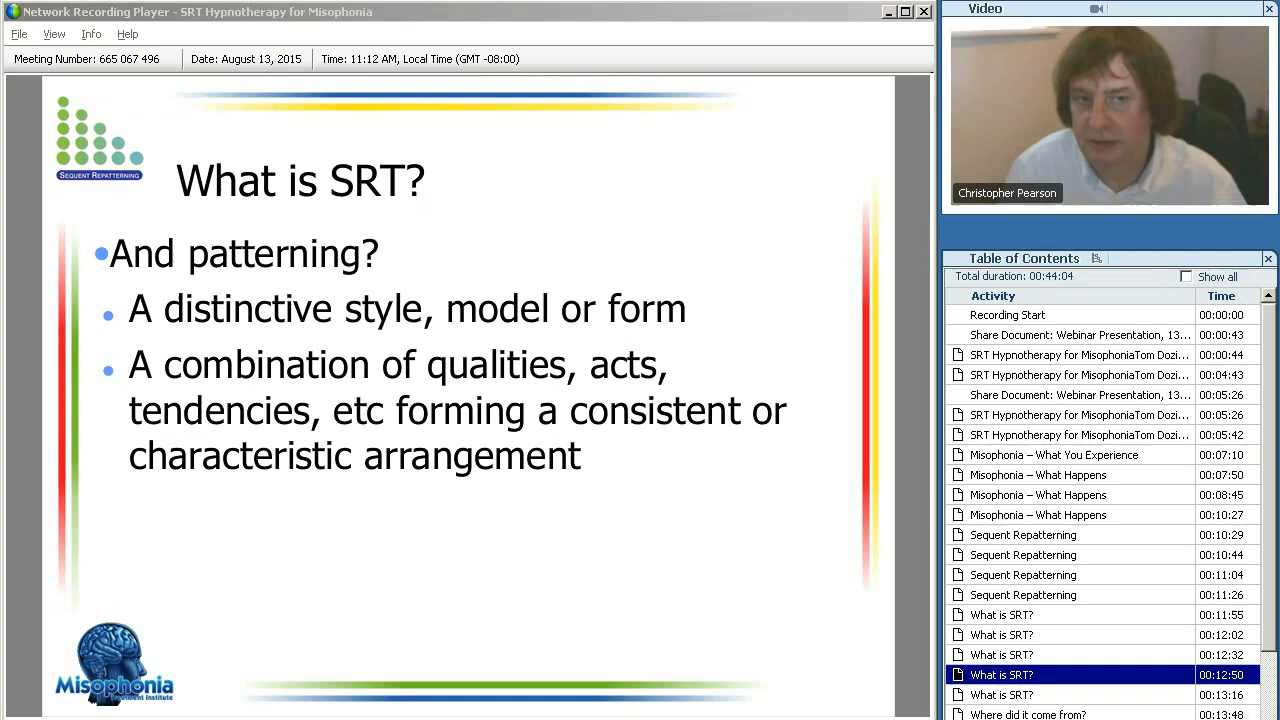 Network Recording Player - SRT Hypnotherapy for Misophonia
File View Info Help
Meeting Number: 665 067 496 Date: August 13, 2015 Time: 11:12 AM, Local Time (GMT -08:00)
SEQUENT REPATTERNING
What is SRT?
And patterning?
A distinctive style, model or form
A combination of qualities, acts,
tendencies, etc forming a consistent or
characteristic arrangement
Misophonia
Treatment Institute
Video
Christopher Pearson
Table of Contents
Total duration: 00:44:04 Show all
Activity Time
Recording Start 00:00:00
Share Document: Webinar Presentation, 13... 00:00:43
SRT Hypnotherapy for MisophoniaTom Dozi... 00:00:44
SRT Hypnotherapy for MisophoniaTom Dozi... 00:04:43
Share Document: Webinar Presentation, 13... 00:05:26
SRT Hypnotherapy for MisophoniaTom Dozi... 00:05:26
SRT Hypnotherapy for MisophoniaTom Dozi... 00:05:42
Misophonia – What You Experience 00:07:10
Misophonia – What Happens 00:07:50
Misophonia – What Happens 00:08:45
Misophonia – What Happens 00:10:27
Sequent Repatterning 00:10:29
Sequent Repatterning 00:10:44
Sequent Repatterning 00:11:04
Sequent Repatterning 00:11:26
What is SRT? 00:11:55
What is SRT? 00:12:02
What is SRT? 00:12:32
What is SRT? 00:12:50
What is SRT? 00:13:16
Where did it come from? 00:13:48